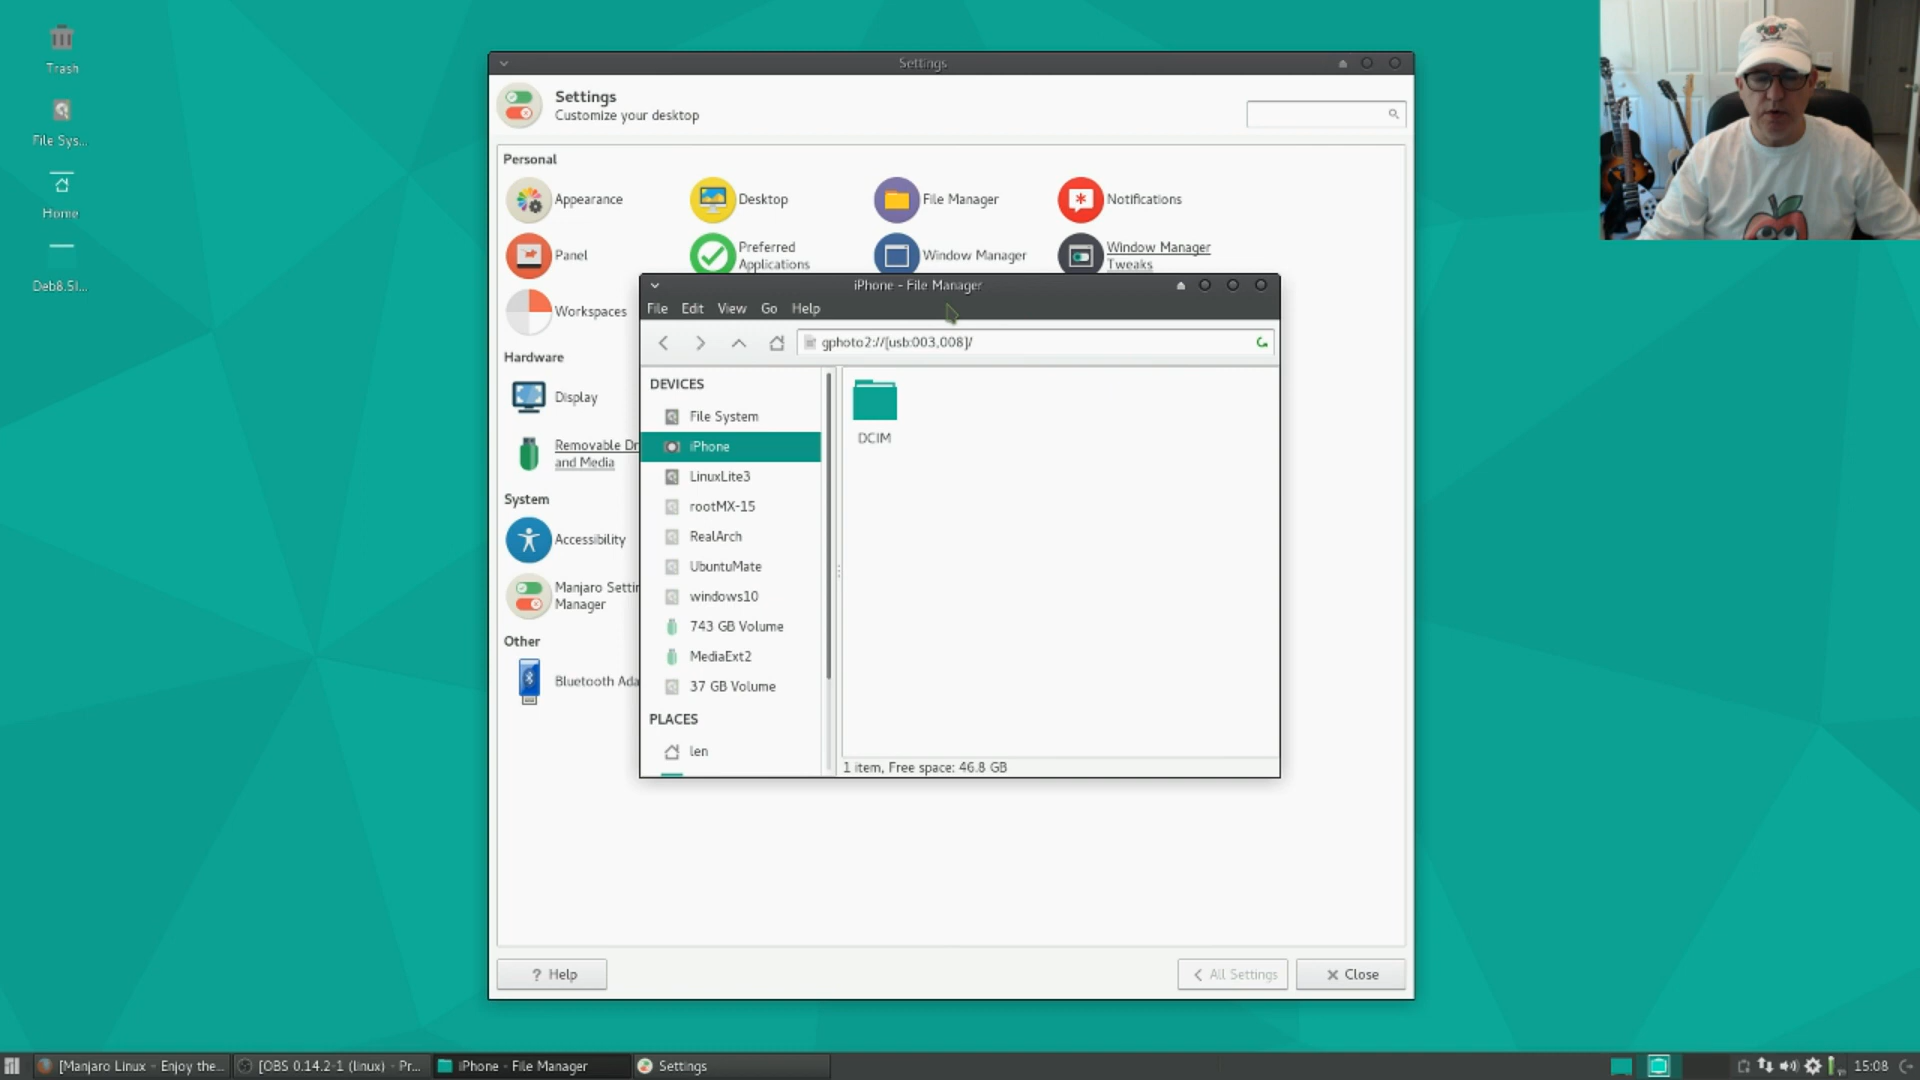 Trash
File Sys...
Home
Deb8.5l...
Settings
Settings
Customize your desktop
Personal
Appearance
Desktop
File Manager
Notifications
Panel
Preferred
Applications
Window Manager
Window Manager
Tweaks
Workspaces
Hardware
Display
Removable Dr
and Media
System
Accessibility
Manjaro Settin
Manager
Other
Bluetooth Ada
iPhone - File Manager
File Edit View Go Help
gphoto2://[usb:003,008]/
DEVICES
File System
iPhone
LinuxLite3
rootMX-15
RealArch
UbuntuMate
windows10
743 GB Volume
MediaExt2
37 GB Volume
PLACES
len
DCIM
1 item, Free space: 46.8 GB
? Help
All Settings
Close
[Manjaro Linux - Enjoy the...
[OBS 0.14.2-1 (linux) - Pr...
iPhone - File Manager
Settings
15:08